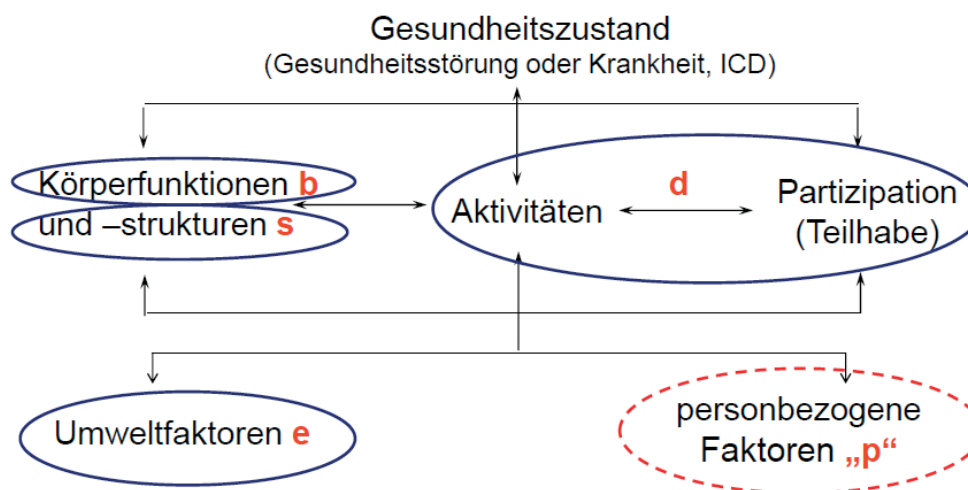 Gesundheitszustand
(Gesundheitsstörung oder Krankheit, ICD)
Körperfunktionen b
und –strukturen s
Aktivitäten
d
Partizipation
(Teilhabe)
Umweltfaktoren e
personbezogene
Faktoren „p“